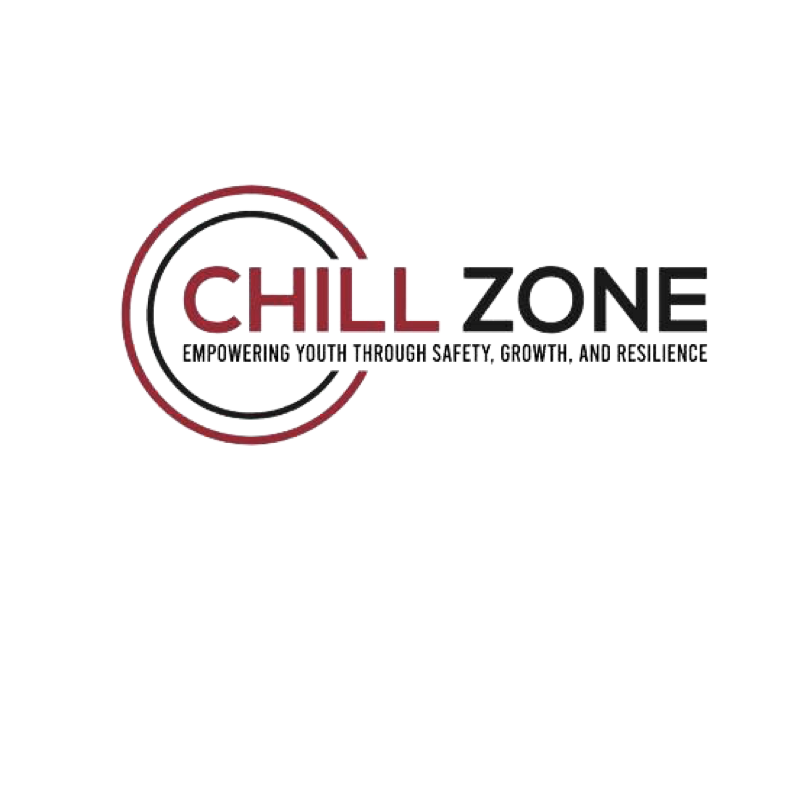 CHILL ZONE
EMPOWERING YOUTH THROUGH SAFETY, GROWTH, AND RESILIENCE